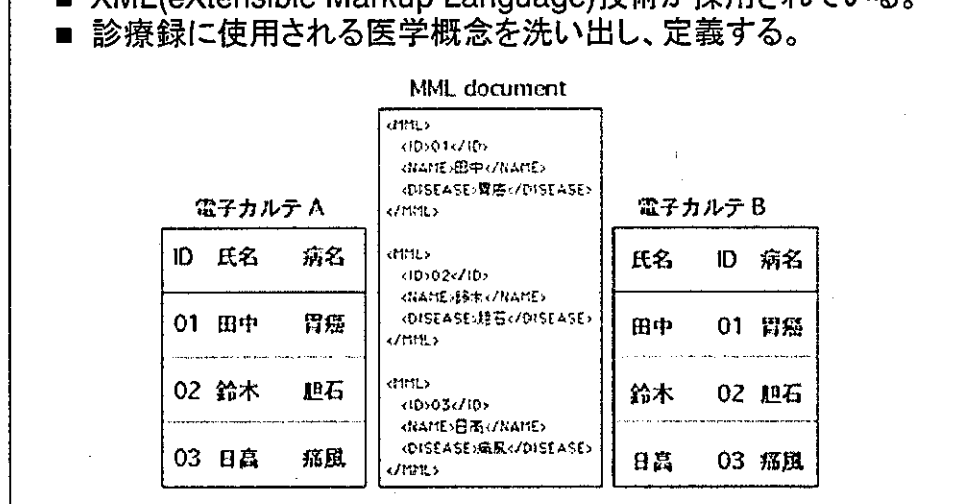 ■ XML(eXtensible Markup Language)技術が採用されている。
■ 診療録に使用される医学概念を洗い出し、定義する。
MML document
<MML>
<ID>01</ID>
<NAME>田中</NAME>
<DISEASE>胃癌</DISEASE>
</MML>
<MML>
<ID>02</ID>
<NAME>鈴木</NAME>
<DISEASE>胆石</DISEASE>
</MML>
<MML>
<ID>03</ID>
<NAME>日高</NAME>
<DISEASE>痛風</DISEASE>
</MML>
電子カルテ A
ID 氏名 病名
01 田中 胃癌
02 鈴木 胆石
03 日高 痛風
電子カルテ B
氏名 ID 病名
田中 01 胃癌
鈴木 02 胆石
日高 03 痛風